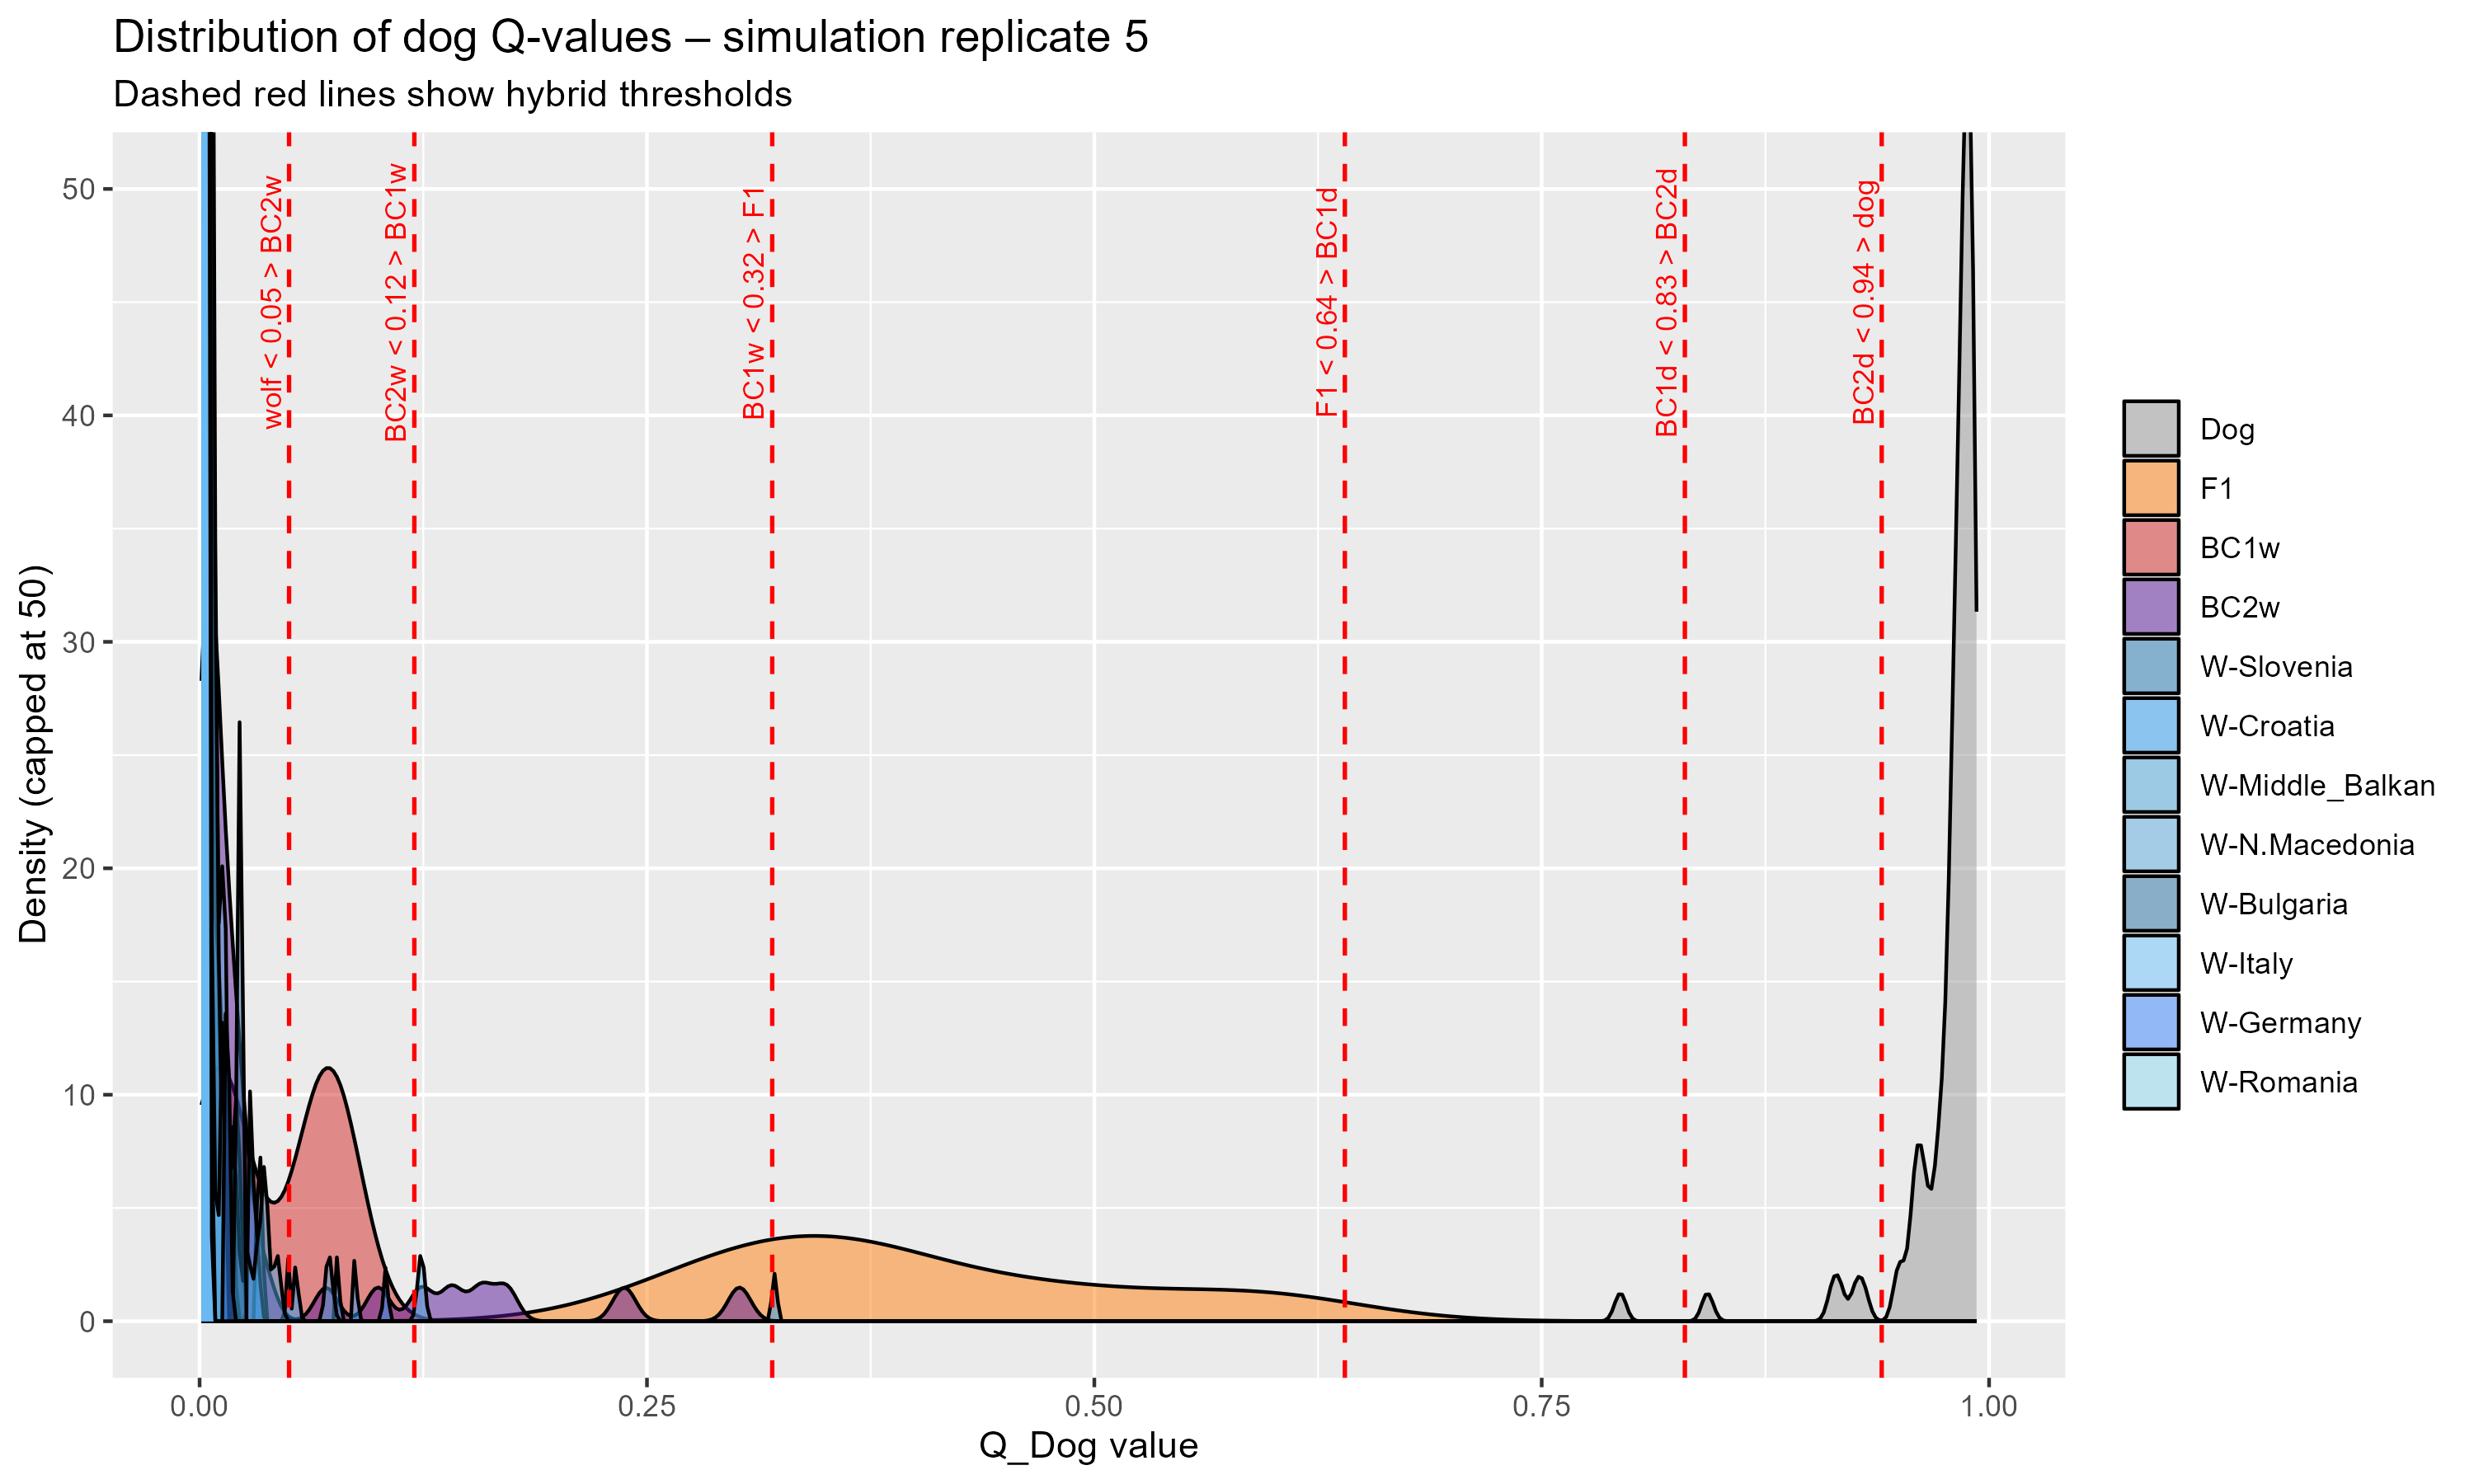 Distribution of dog Q-values – simulation replicate 5
Dashed red lines show hybrid thresholds
Density (capped at 50)
50
40
30
20
10
0
wolf < 0.05 > BC2w
BC2w < 0.12 > BC1w
BC1w < 0.32 > F1
F1 < 0.64 > BC1d
BC1d < 0.83 > BC2d
BC2d < 0.94 > dog
0.00
0.25
0.50
0.75
1.00
Q_Dog value
Dog
F1
BC1w
BC2w
W-Slovenia
W-Croatia
W-Middle_Balkan
W-N.Macedonia
W-Bulgaria
W-Italy
W-Germany
W-Romania